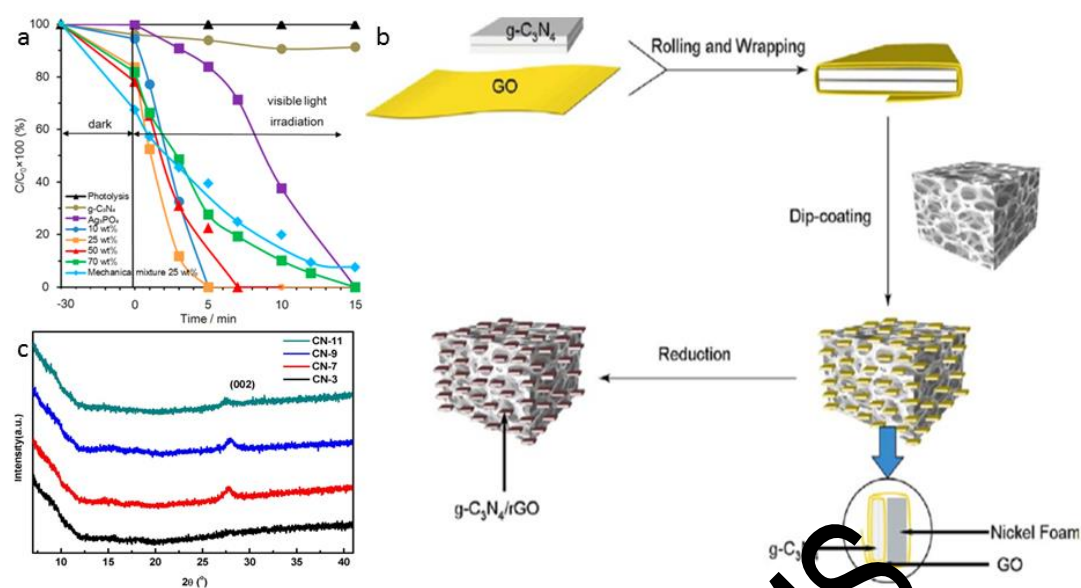 a
100
80
60
40
20
0
C/C₀×100 (%)
dark
visible light
irradiation
Photolysis
g-C₃N₄
Ag₃PO₄
10 wt%
25 wt%
50 wt%
70 wt%
Mechanical mixture 25 wt%
-30 0 5 10 15
Time / min
b
g-C₃N₄
GO
Rolling and Wrapping
Dip-coating
Reduction
g-C₃N₄/rGO
Nickel Foam
GO
c
CN-11
CN-9
CN-7
CN-3
(002)
Intensity(a.u.)
10 15 20 25 30 35 40
2θ (°)